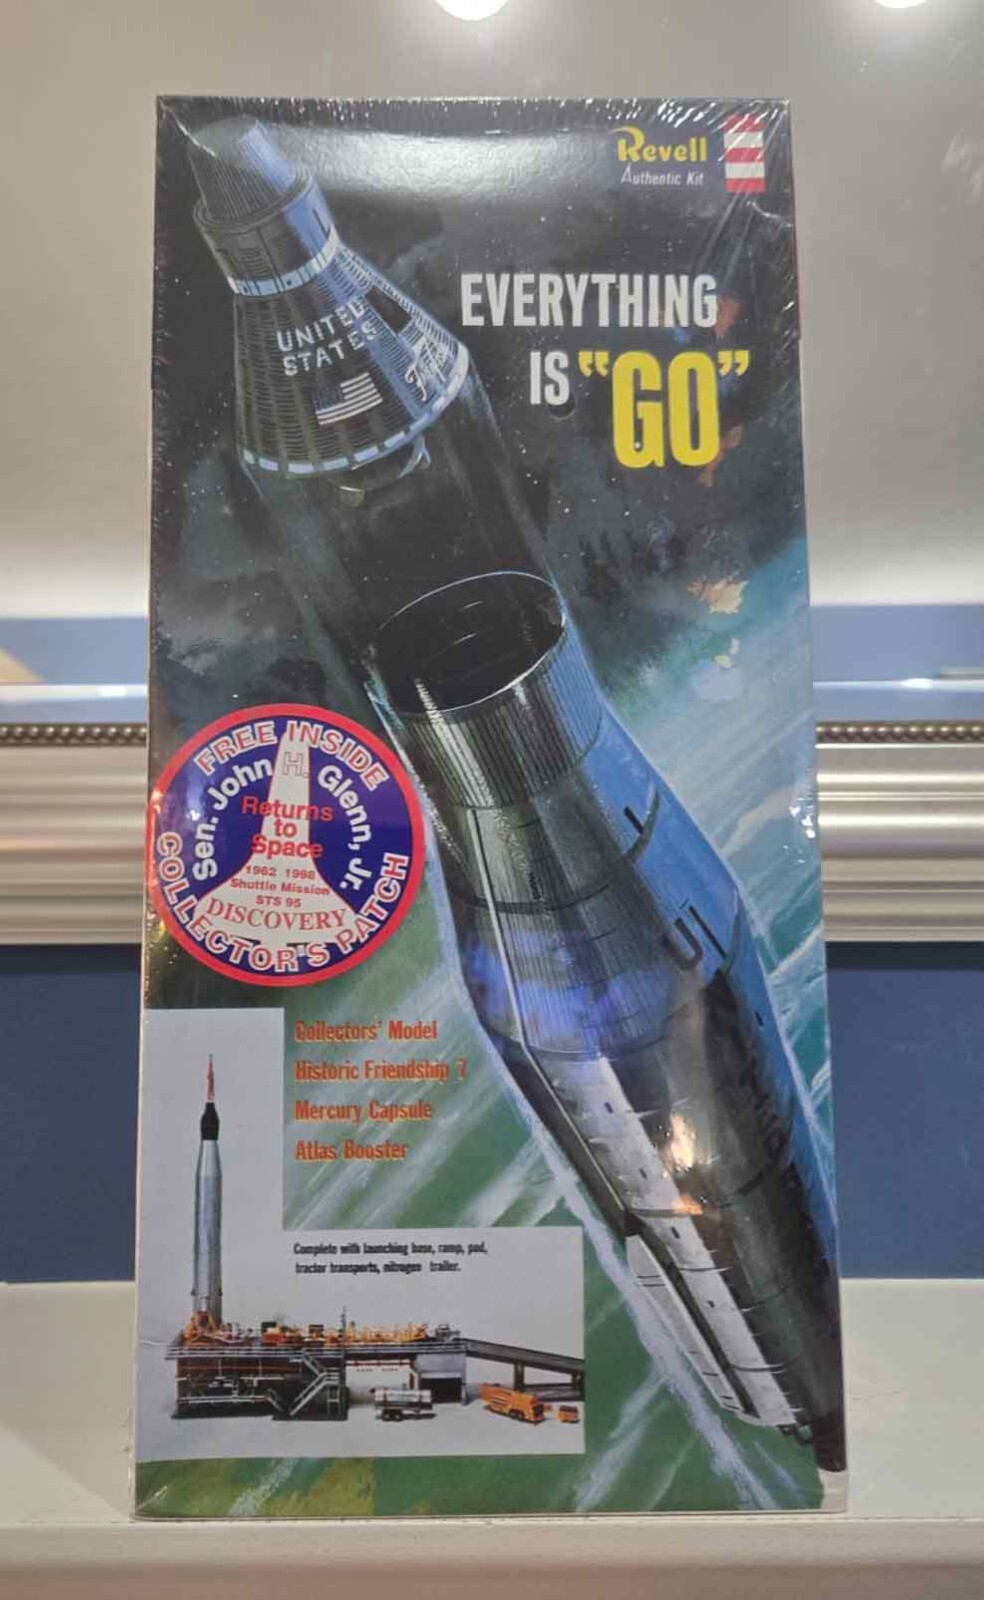 Revell
Authentic Kit
EVERYTHING
IS "GO"
UNITED
STATES
FREE INSIDE
Sen. John H. Glenn, Jr.
Returns
to
Space
1962 1998
Shuttle Mission
STS 95
DISCOVERY
COLLECTOR'S PATCH
Collectors' Model
Historic Friendship 7
Mercury Capsule
Atlas Booster
Complete with launching base, ramp, pad,
tractor transports, nitrogen trailer.